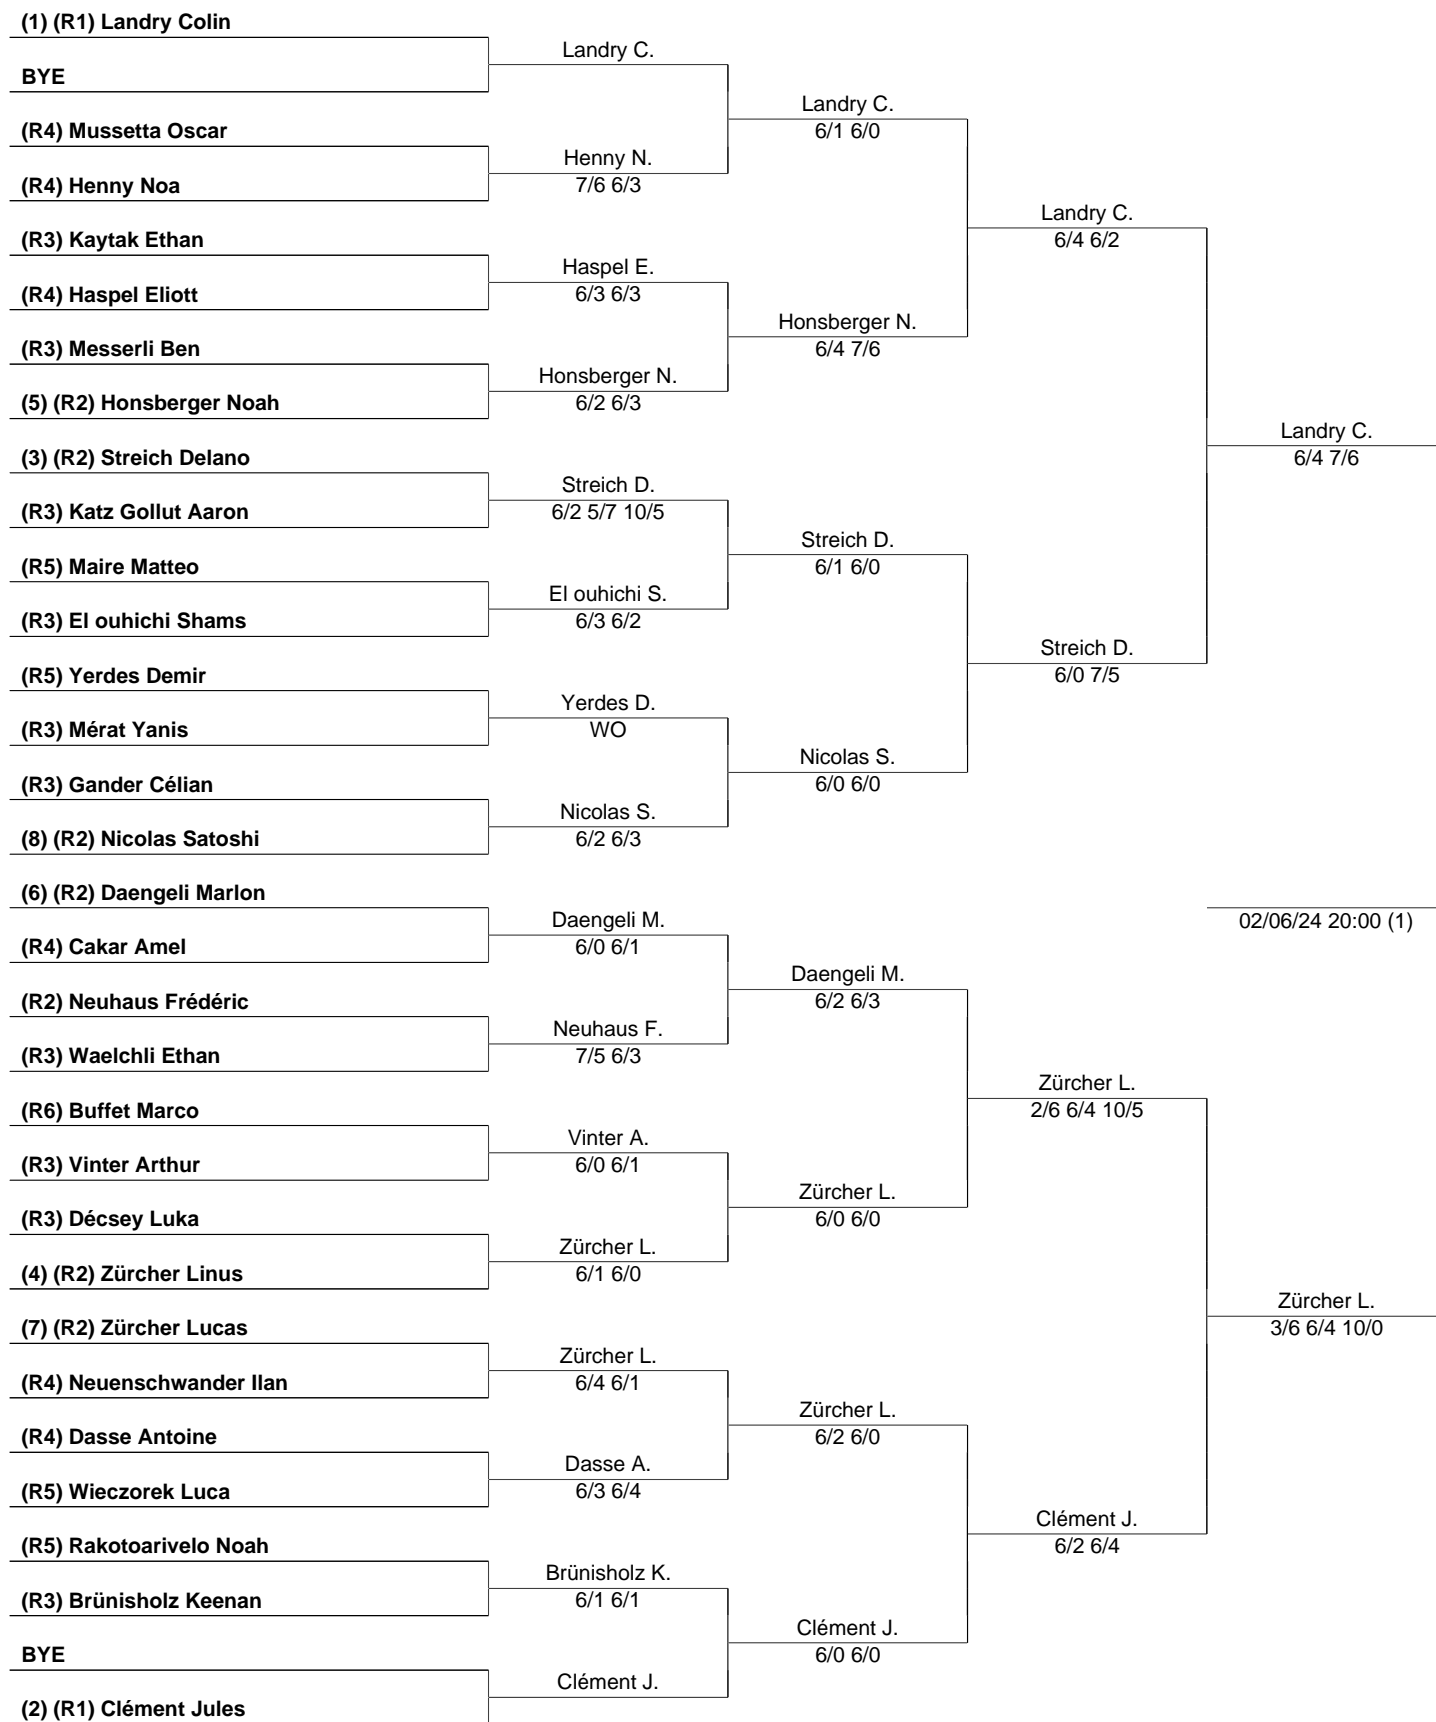 (1) (R1) Landry Colin
BYE
(R4) Mussetta Oscar
(R4) Henny Noa
(R3) Kaytak Ethan
(R4) Haspel Eliott
(R3) Messerli Ben
(5) (R2) Honsberger Noah
(3) (R2) Streich Delano
(R3) Katz Gollut Aaron
(R5) Maire Matteo
(R3) El ouhichi Shams
(R5) Yerdes Demir
(R3) Mérat Yanis
(R3) Gander Célian
(8) (R2) Nicolas Satoshi
(6) (R2) Daengeli Marlon
(R4) Cakar Amel
(R2) Neuhaus Frédéric
(R3) Waelchli Ethan
(R6) Buffet Marco
(R3) Vinter Arthur
(R3) Décsey Luka
(4) (R2) Zürcher Linus
(7) (R2) Zürcher Lucas
(R4) Neuenschwander Ilan
(R4) Dasse Antoine
(R5) Wieczorek Luca
(R5) Rakotoarivelo Noah
(R3) Brünisholz Keenan
BYE
(2) (R1) Clément Jules
Landry C.
Henny N.
7/6 6/3
Haspel E.
6/3 6/3
Honsberger N.
6/2 6/3
Streich D.
6/2 5/7 10/5
El ouhichi S.
6/3 6/2
Yerdes D.
WO
Nicolas S.
6/2 6/3
Daengeli M.
6/0 6/1
Neuhaus F.
7/5 6/3
Vinter A.
6/0 6/1
Zürcher L.
6/1 6/0
Zürcher L.
6/4 6/1
Dasse A.
6/3 6/4
Brünisholz K.
6/1 6/1
Clément J.
Landry C.
6/1 6/0
Honsberger N.
6/4 7/6
Streich D.
6/1 6/0
Nicolas S.
6/0 6/0
Daengeli M.
6/2 6/3
Zürcher L.
6/0 6/0
Zürcher L.
6/2 6/0
Clément J.
6/0 6/0
Landry C.
6/4 6/2
Streich D.
6/0 7/5
Zürcher L.
2/6 6/4 10/5
Clément J.
6/2 6/4
Landry C.
6/4 7/6
02/06/24 20:00 (1)
Zürcher L.
3/6 6/4 10/0